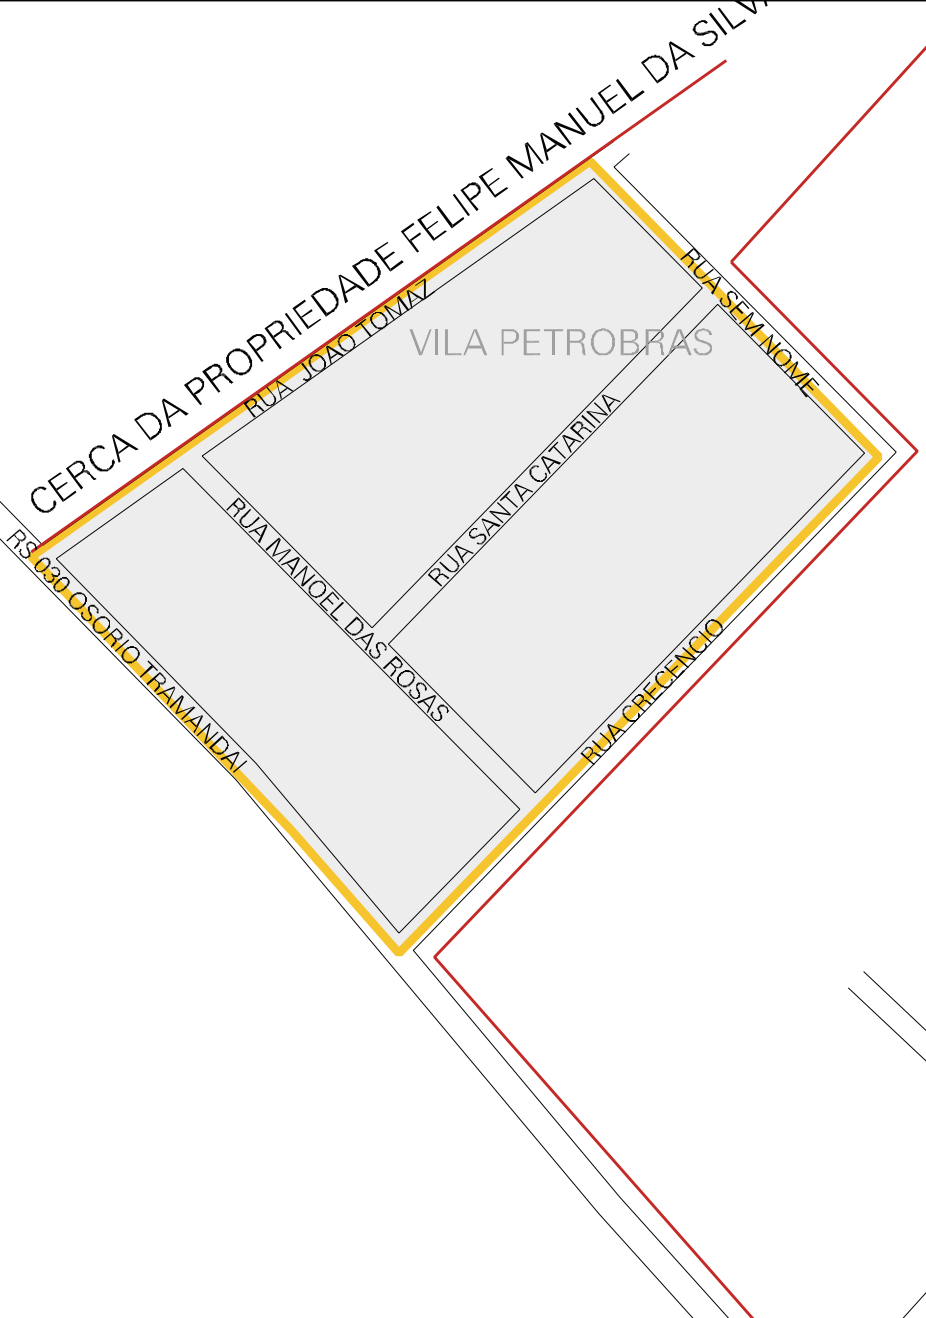 CERCA DA PROPRIEDADE FELIPE MANUEL DA SILVA
RUA JOAO TOMAZ
RUA SEM NOME
VILA PETROBRAS
RUA SANTA CATARINA
RUA MANOEL DAS ROSAS
RS 030 OSORIO TRAMANDAI
RUA CRECENCIO